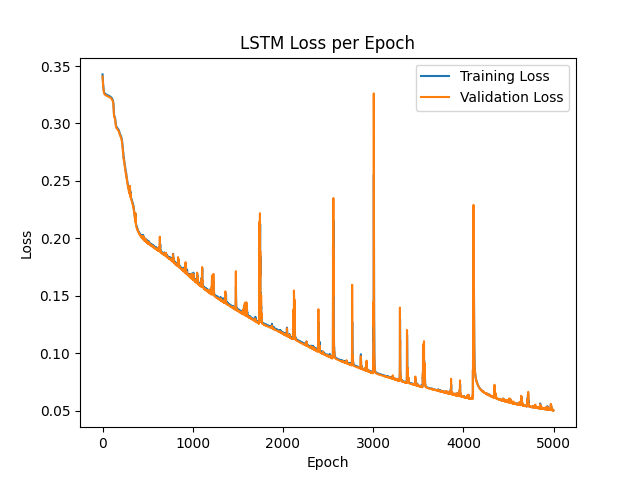 LSTM Loss per Epoch
Training Loss
Validation Loss
Loss
0.35
0.30
0.25
0.20
0.15
0.10
0.05
0 1000 2000 3000 4000 5000
Epoch